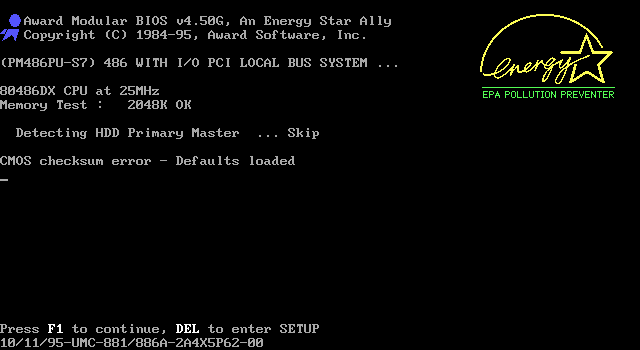 Award Modular BIOS v4.50G, An Energy Star Ally
Copyright (C) 1984-95, Award Software, Inc.
energy
EPA POLLUTION PREVENTER
(PM486PU-S7) 486 WITH I/O PCI LOCAL BUS SYSTEM ...
80486DX CPU at 25MHz
Memory Test :   2048K OK
Detecting HDD Primary Master  ... Skip
CMOS checksum error - Defaults loaded
Press F1 to continue, DEL to enter SETUP
10/11/95-UMC-881/886A-2A4X5P62-00